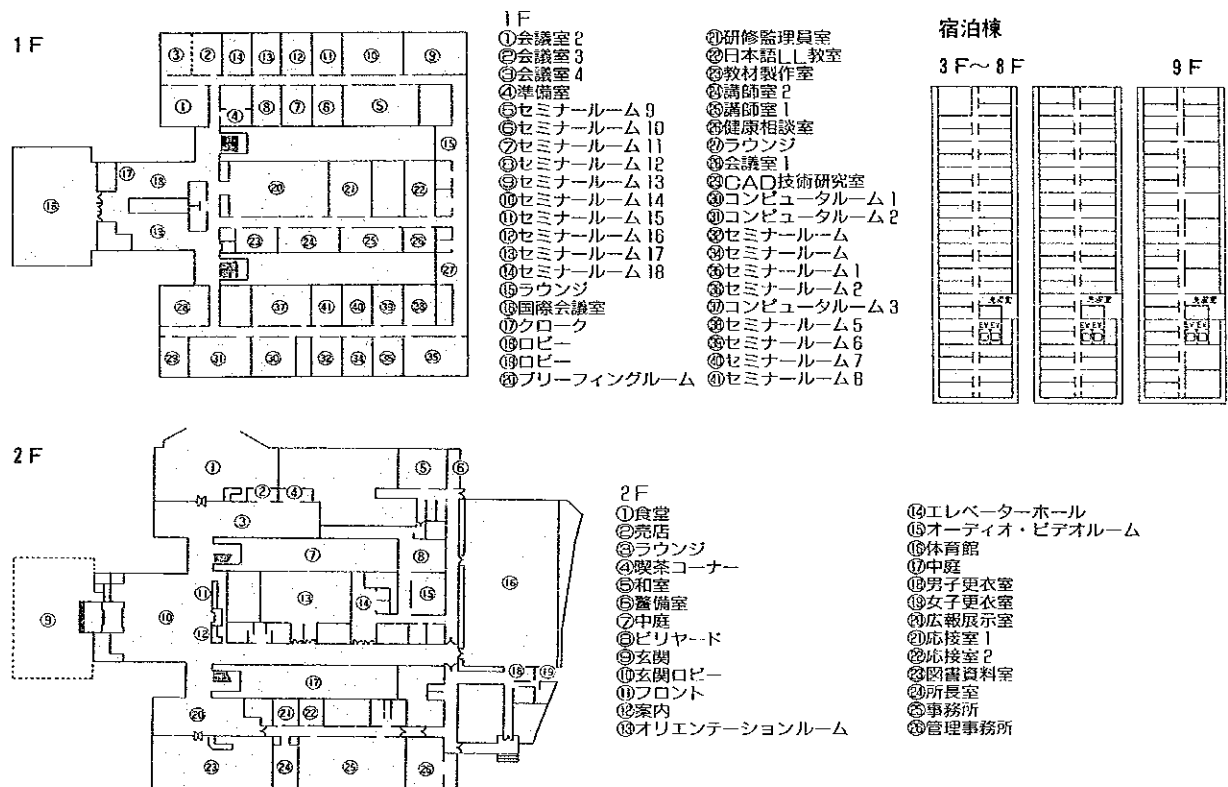 1F
①会議室2
②会議室3
③会議室4
④準備室
⑤セミナールーム9
⑥セミナールーム10
⑦セミナールーム11
⑧セミナールーム12
⑨セミナールーム13
⑩セミナールーム14
⑪セミナールーム15
⑫セミナールーム16
⑬セミナールーム17
⑭セミナールーム18
⑮ラウンジ
⑯国際会議室
⑰クローク
⑱ロビー
⑲ロビー
⑳ブリーフィングルーム
㉑研修監理員室
㉒日本語LL教室
㉓教材製作室
㉔講師室2
㉕講師室1
㉖健康相談室
㉗ラウンジ
㉘会議室1
㉙CAD技術研究室
㉚コンピュータルーム1
㉛コンピュータルーム2
㉜セミナールーム
㉞セミナールーム
㉟セミナールーム1
㊱セミナールーム2
㊲コンピュータルーム3
㊳セミナールーム5
㊴セミナールーム6
㊵セミナールーム7
㊶セミナールーム8
宿泊棟
3F～8F
9F
1F
2F
2F
①食堂
②売店
③ラウンジ
④喫茶コーナー
⑤和室
⑥警備室
⑦中庭
⑧ビリヤード
⑨玄関
⑩玄関ロビー
⑪フロント
⑫案内
⑬オリエンテーションルーム
⑭エレベーターホール
⑮オーディオ・ビデオルーム
⑯体育館
⑰中庭
⑱男子更衣室
⑲女子更衣室
⑳広報展示室
㉑応接室1
㉒応接室2
㉓図書資料室
㉔所長室
㉕事務所
㉖管理事務所